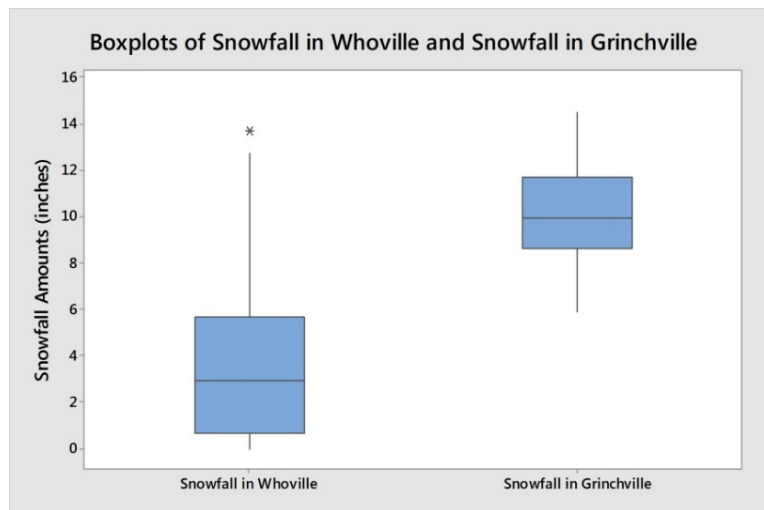 Boxplots of Snowfall in Whoville and Snowfall in Grinchville
Snowfall Amounts (inches)
16
14
12
10
8
6
4
2
0
Snowfall in Whoville
Snowfall in Grinchville